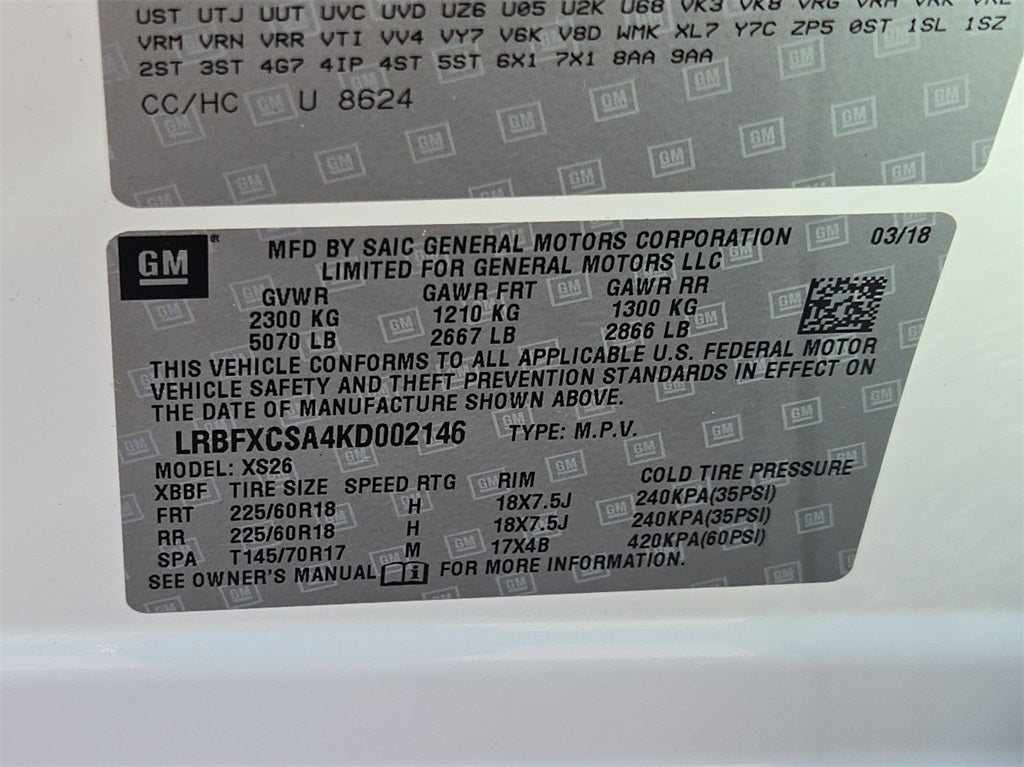 UST UTJ UUT UVC UVD UZ6 U05 U2K U68 VK3 VK8 VRG VRH VRK VRL
VRM VRN VRR VTI VV4 VY7 V6K V8D WMK XL7 Y7C ZP5 0ST 1SL 1SZ
2ST 3ST 4G7 4IP 4ST 5ST 6X1 7X1 8AA 9AA
CC/HC U 8624
GM
MFD BY SAIC GENERAL MOTORS CORPORATION 03/18
LIMITED FOR GENERAL MOTORS LLC
GVWR GAWR FRT GAWR RR
2300 KG 1210 KG 1300 KG
5070 LB 2667 LB 2866 LB
THIS VEHICLE CONFORMS TO ALL APPLICABLE U.S. FEDERAL MOTOR
VEHICLE SAFETY AND THEFT PREVENTION STANDARDS IN EFFECT ON
THE DATE OF MANUFACTURE SHOWN ABOVE.
LRBFXCSA4KD002146 TYPE: M.P.V.
MODEL: XS26
XBBF TIRE SIZE SPEED RTG RIM COLD TIRE PRESSURE
FRT 225/60R18 H 18X7.5J 240KPA(35PSI)
RR 225/60R18 H 18X7.5J 240KPA(35PSI)
SPA T145/70R17 M 17X4B 420KPA(60PSI)
SEE OWNER'S MANUAL FOR MORE INFORMATION.